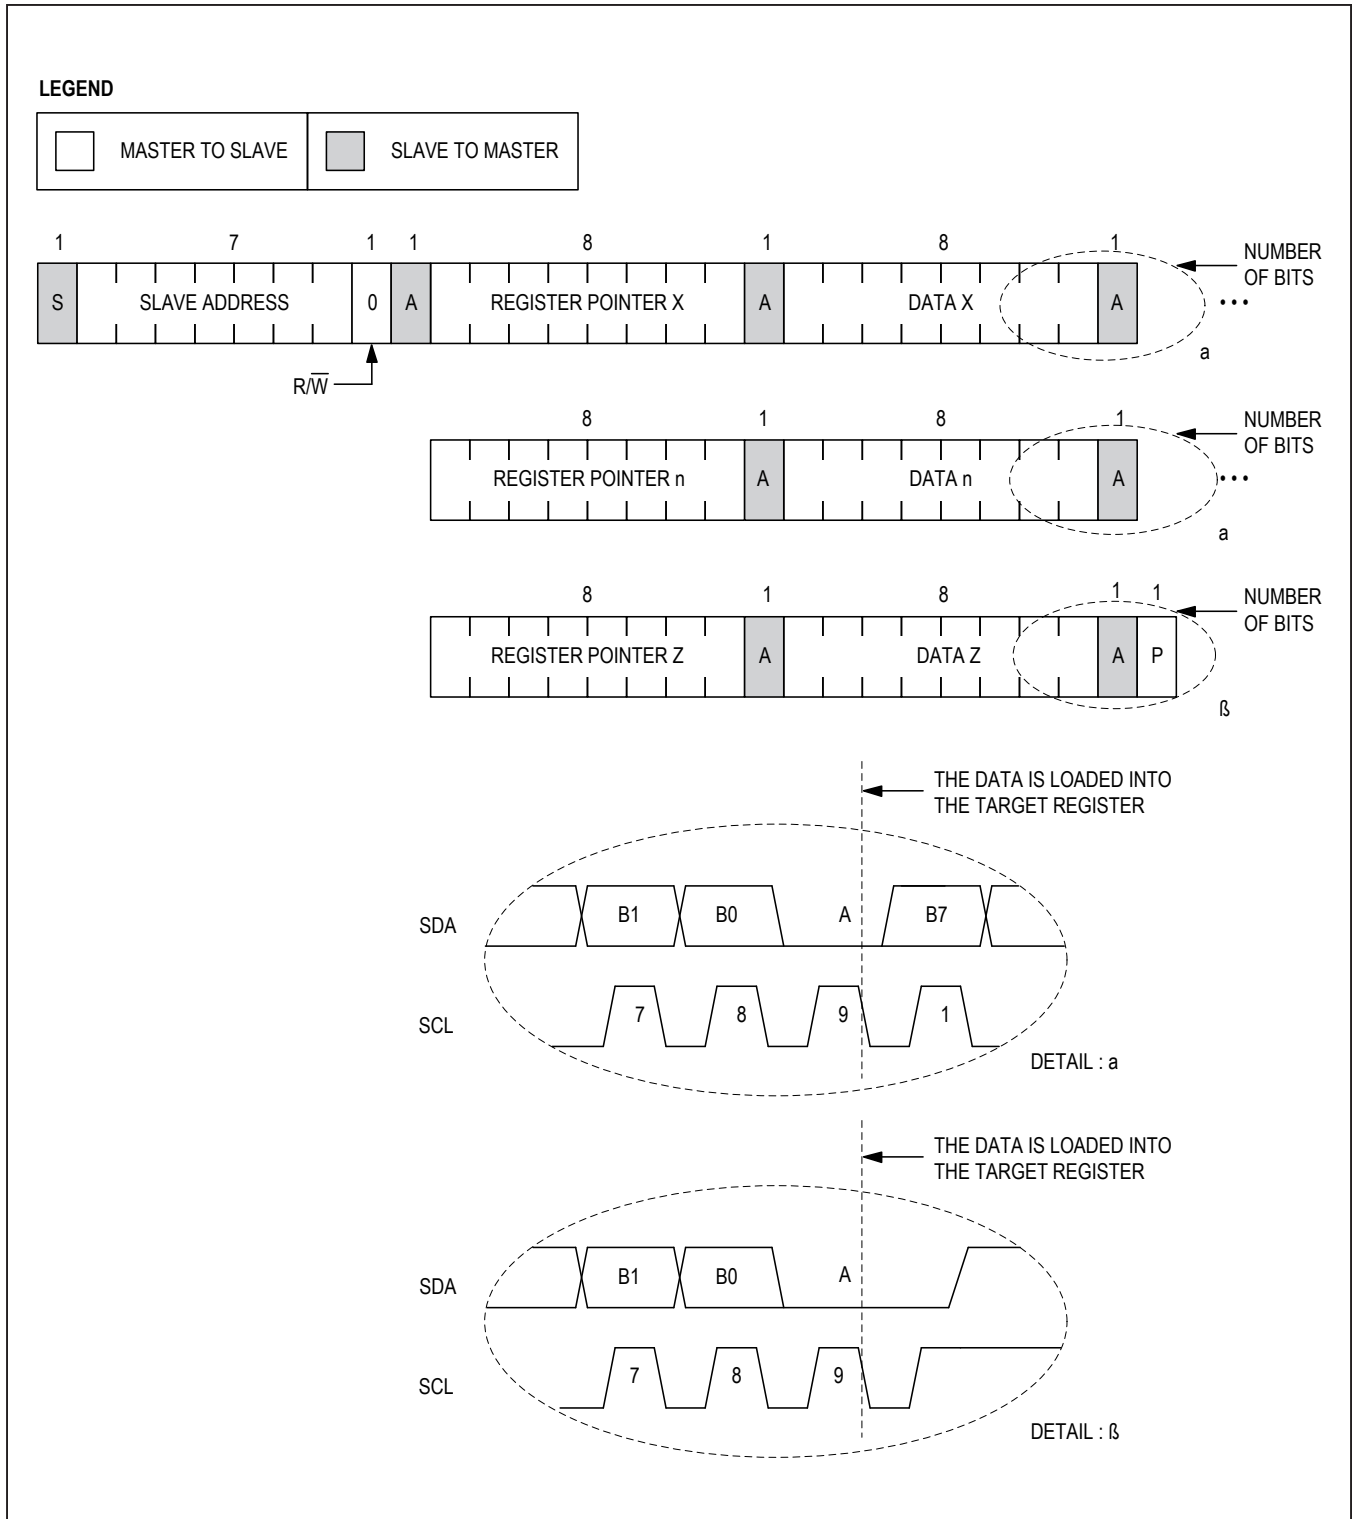 LEGEND
MASTER TO SLAVE SLAVE TO MASTER
1 7 1 1 8 1 8 1 NUMBER
OF BITS
S SLAVE ADDRESS 0 A REGISTER POINTER X A DATA X A •••
a
R/W̅
8 1 8 1 NUMBER
OF BITS
REGISTER POINTER n A DATA n A •••
a
8 1 8 1 1 NUMBER
OF BITS
REGISTER POINTER Z A DATA Z A P
ß
THE DATA IS LOADED INTO
THE TARGET REGISTER
SDA B1 B0 A B7
SCL 7 8 9 1
DETAIL : a
THE DATA IS LOADED INTO
THE TARGET REGISTER
SDA B1 B0 A
SCL 7 8 9
DETAIL : ß